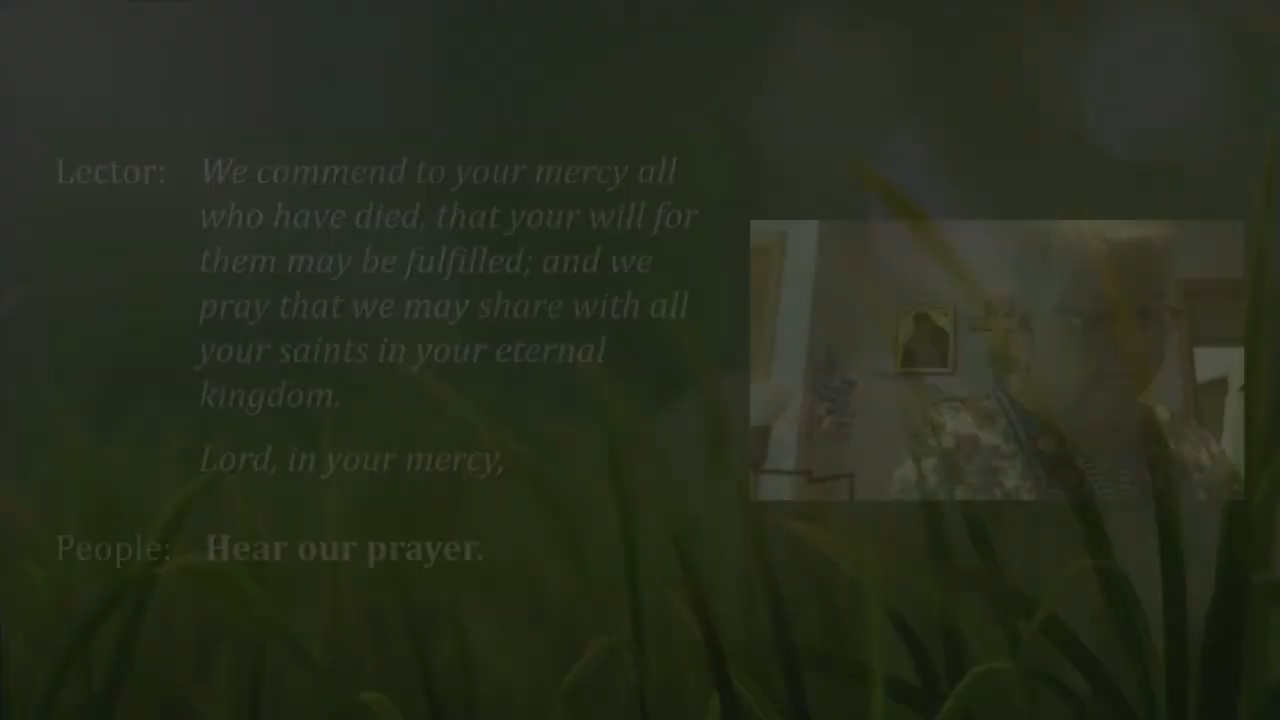 Lector: We commend to your mercy all
who have died, that your will for
them may be fulfilled; and we
pray that we may share with all
your saints in your eternal
kingdom.
Lord, in your mercy,
People: Hear our prayer.